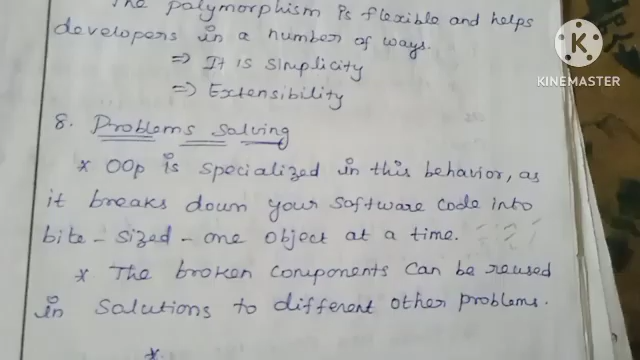 The polymorphism is flexible and helps
developers in a number of ways.
⇒ It is simplicity
⇒ Extensibility
8. Problems Solving
* OOP is specialized in this behavior, as
it breaks down your software code into
bite - sized - one object at a time.
* The broken components can be reused
in solutions to different other problems.
*
KINEMASTER